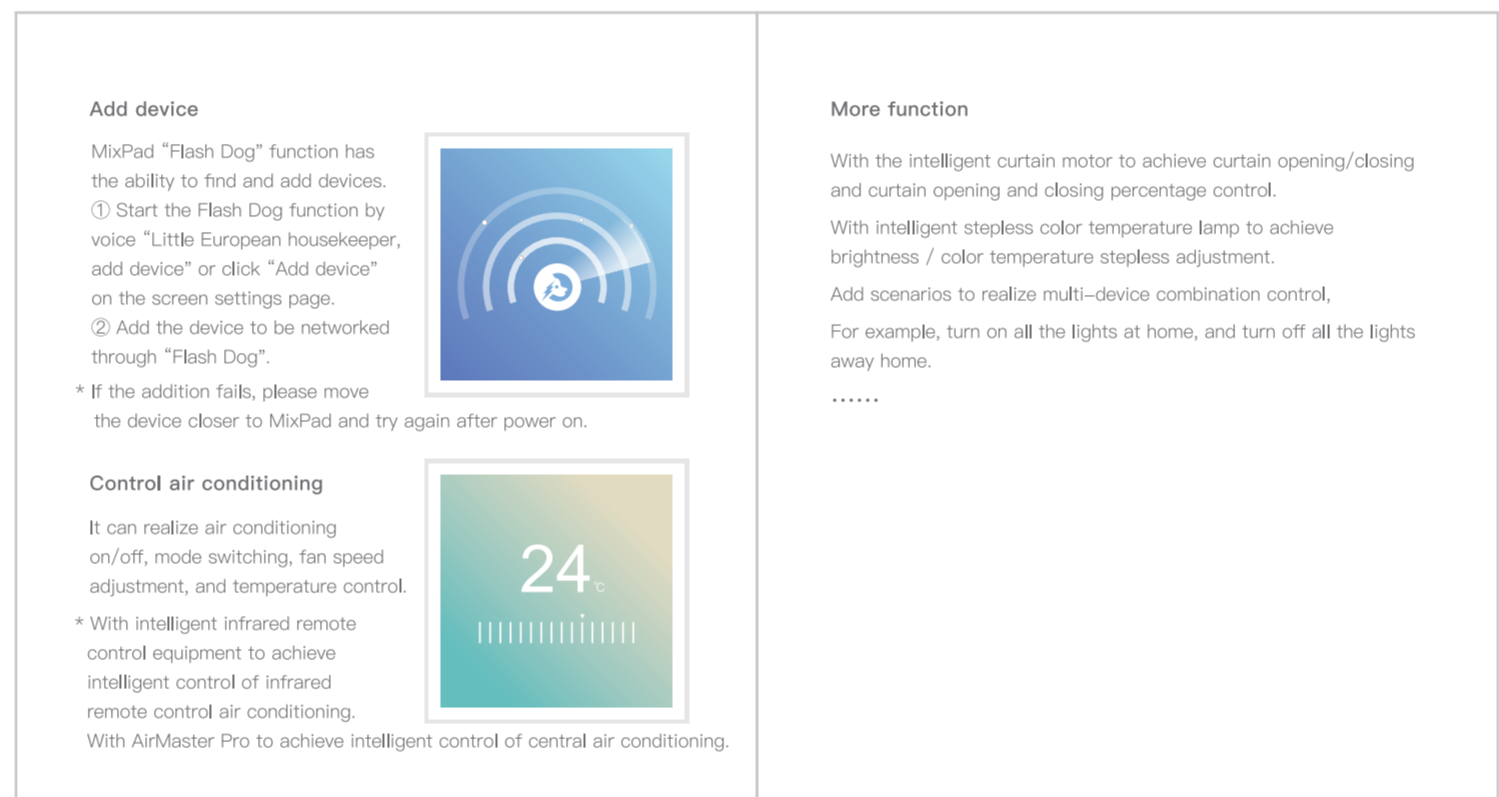 Add device
MixPad “Flash Dog” function has
the ability to find and add devices.
① Start the Flash Dog function by
voice “Little European housekeeper,
add device” or click “Add device”
on the screen settings page.
② Add the device to be networked
through “Flash Dog”.
* If the addition fails, please move
the device closer to MixPad and try again after power on.
Control air conditioning
It can realize air conditioning
on/off, mode switching, fan speed
adjustment, and temperature control.
* With intelligent infrared remote
control equipment to achieve
intelligent control of infrared
remote control air conditioning.
With AirMaster Pro to achieve intelligent control of central air conditioning.
24℃
More function
With the intelligent curtain motor to achieve curtain opening/closing
and curtain opening and closing percentage control.
With intelligent stepless color temperature lamp to achieve
brightness / color temperature stepless adjustment.
Add scenarios to realize multi–device combination control,
For example, turn on all the lights at home, and turn off all the lights
away home.
······